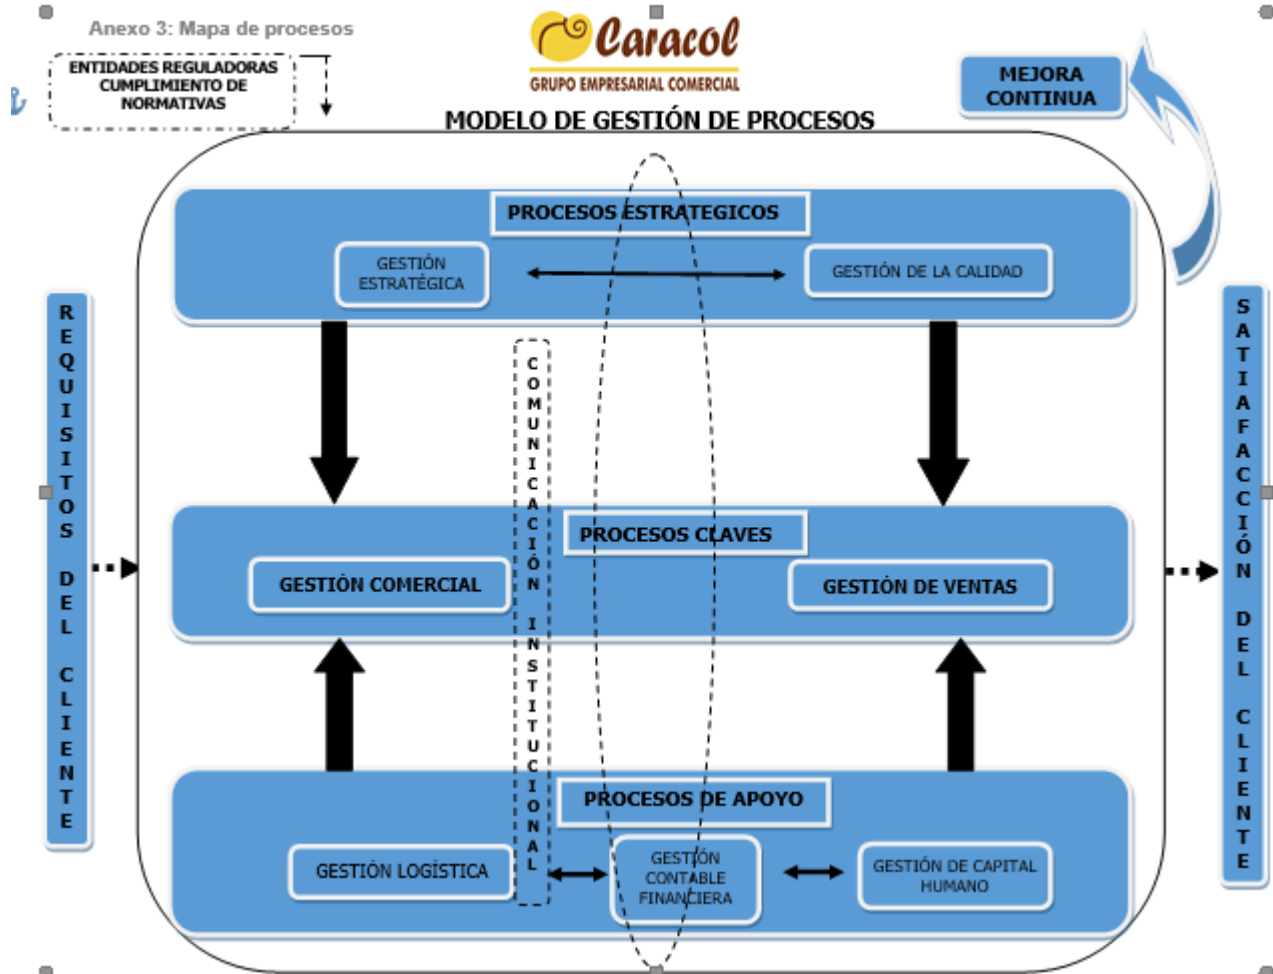 Anexo 3: Mapa de procesos
ENTIDADES REGULADORAS
CUMPLIMIENTO DE
NORMATIVAS
Caracol
GRUPO EMPRESARIAL COMERCIAL
MEJORA
CONTINUA
MODELO DE GESTIÓN DE PROCESOS
PROCESOS ESTRATEGICOS
GESTIÓN
ESTRATÉGICA
GESTIÓN DE LA CALIDAD
REQUISITOS DEL CLIENTE
COMUNICACIÓN INSTITUCIONAL
SATIAFACCIÓN DEL CLIENTE
PROCESOS CLAVES
GESTIÓN COMERCIAL
GESTIÓN DE VENTAS
PROCESOS DE APOYO
GESTIÓN LOGÍSTICA
GESTIÓN
CONTABLE
FINANCIERA
GESTIÓN DE CAPITAL
HUMANO